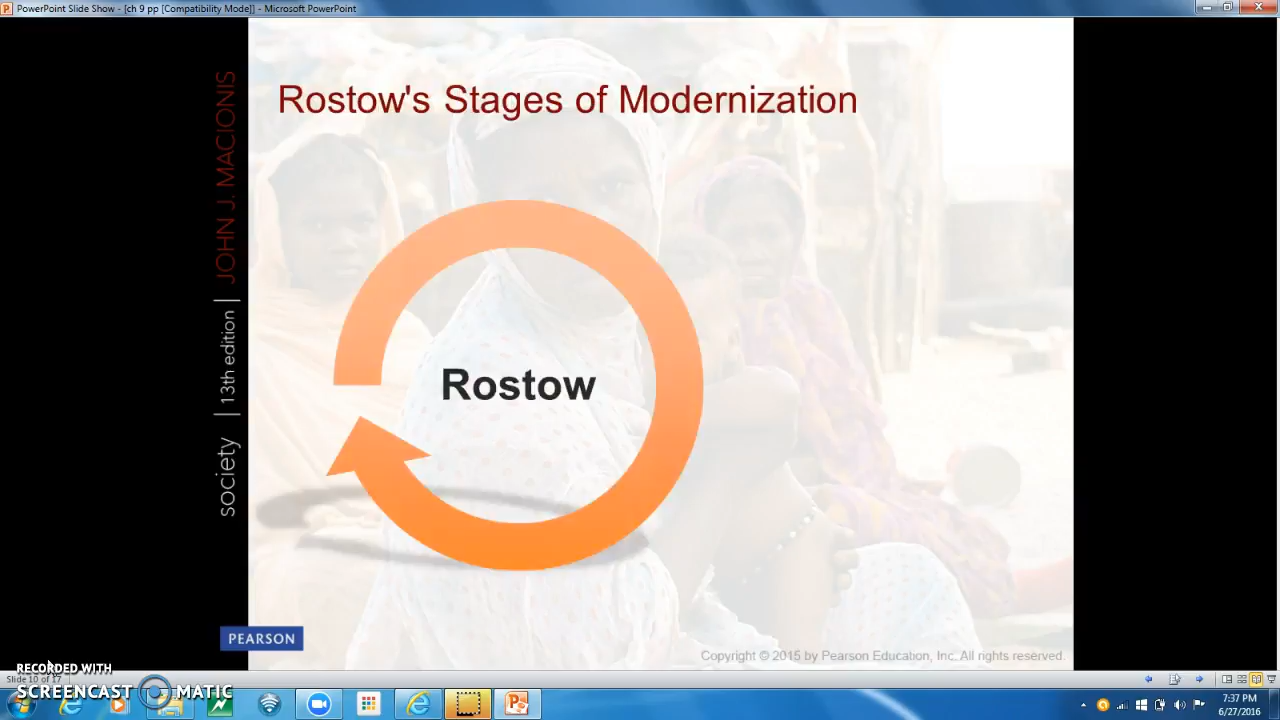 PowerPoint Slide Show - [ch 9 pp [Compatibility Mode]] - Microsoft PowerPoint
Rostow's Stages of Modernization
society | 13th edition | JOHN J. MACIONIS
Rostow
PEARSON
Copyright © 2015 by Pearson Education, Inc. All rights reserved.
RECORDED WITH
Slide 10 of 17
SCREENCAST MATIC
7:37 PM
6/27/2016